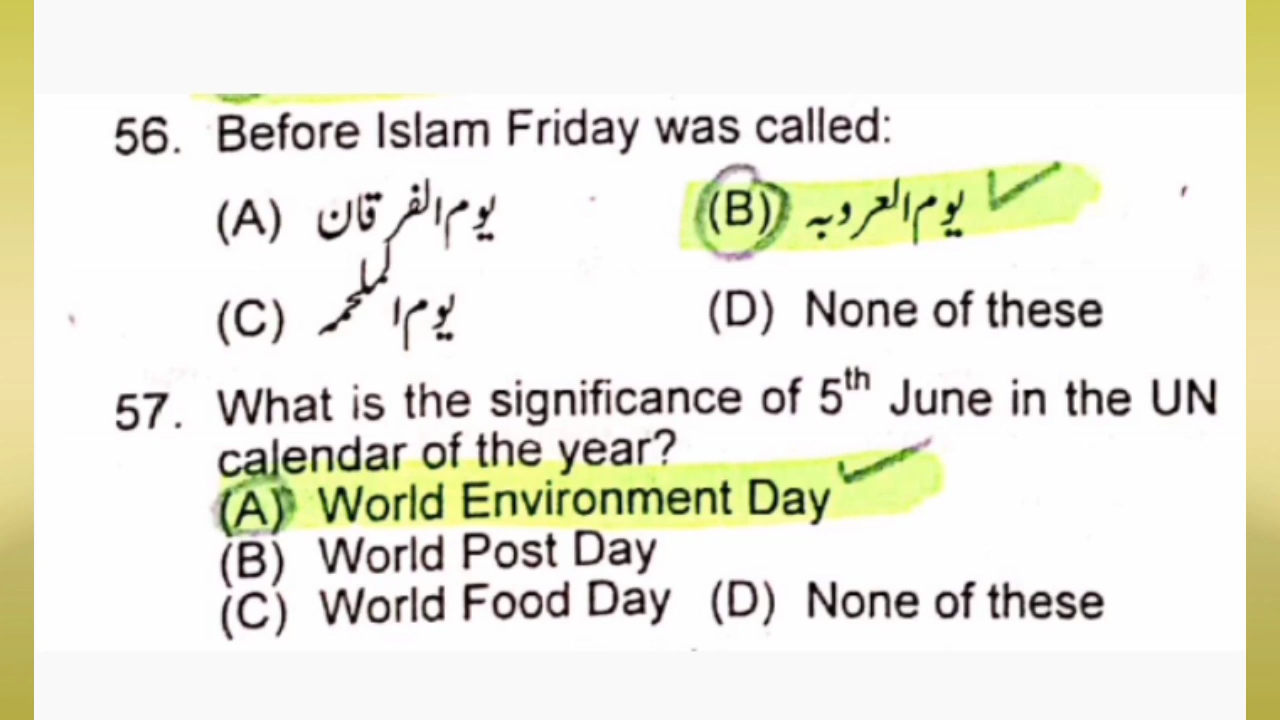 56. Before Islam Friday was called:
(A) یوم الفرقان (B) یوم العروبہ
(C) یوم الملحمہ (D) None of these
57. What is the significance of 5th June in the UN
calendar of the year?
(A) World Environment Day
(B) World Post Day
(C) World Food Day (D) None of these